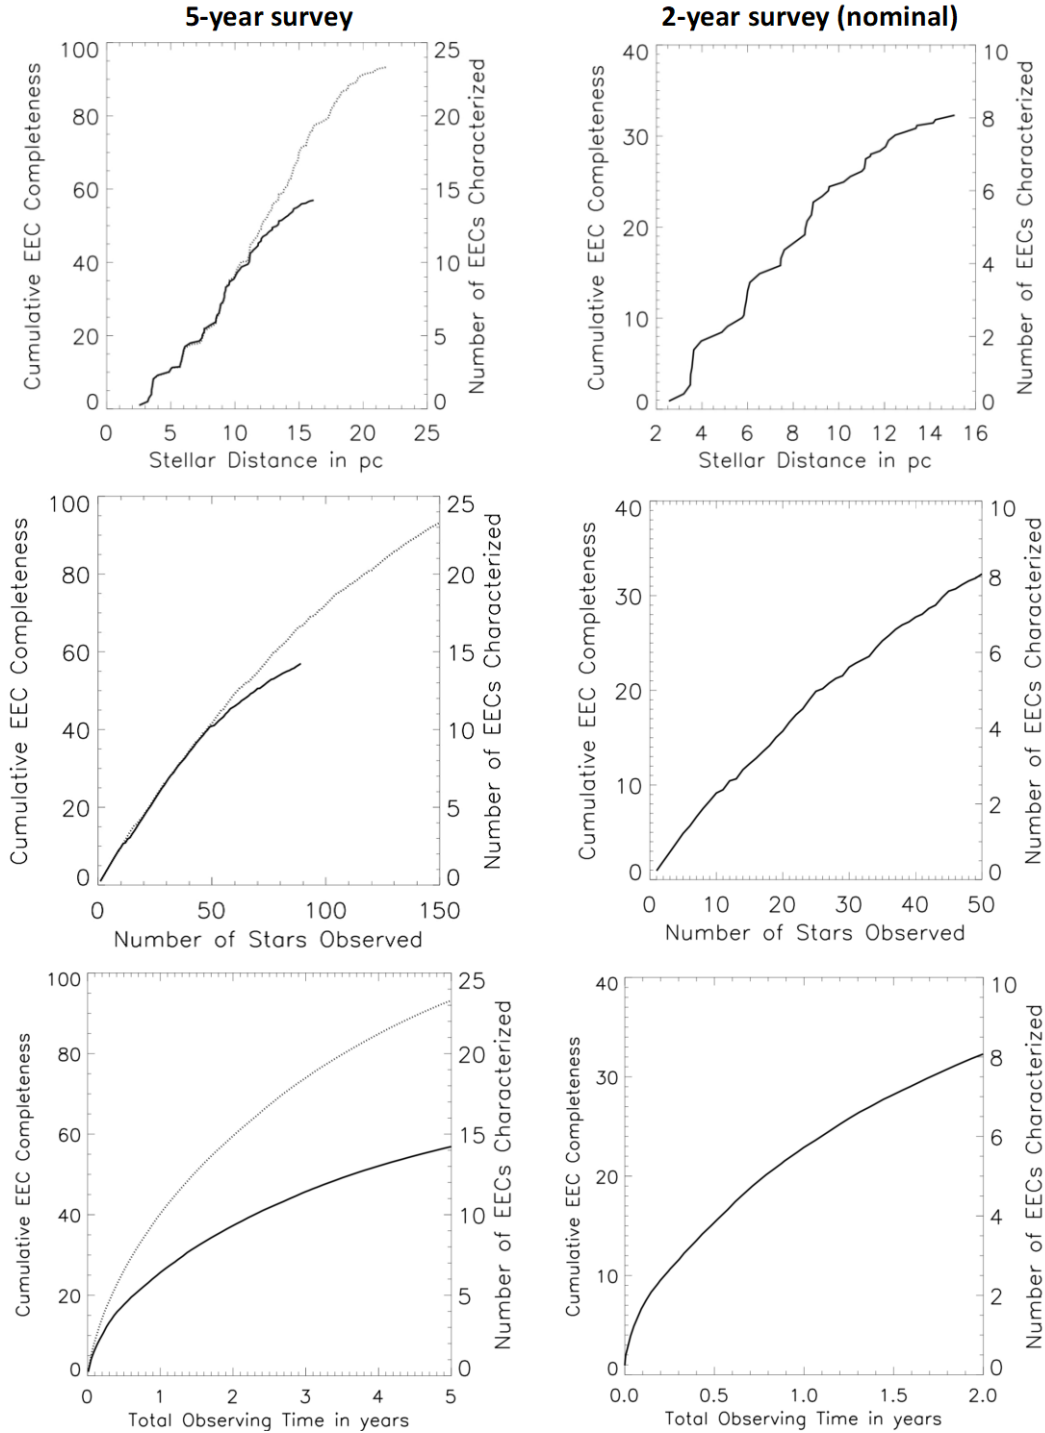 5-year survey
2-year survey (nominal)
100
80
60
40
20
0
Cumulative EEC Completeness
25
20
15
10
5
0
Number of EECs Characterized
0 5 10 15 20 25
Stellar Distance in pc
40
30
20
10
0
Cumulative EEC Completeness
10
8
6
4
2
0
Number of EECs Characterized
2 4 6 8 10 12 14 16
Stellar Distance in pc
100
80
60
40
20
0
Cumulative EEC Completeness
25
20
15
10
5
0
Number of EECs Characterized
0 50 100 150
Number of Stars Observed
40
30
20
10
0
Cumulative EEC Completeness
10
8
6
4
2
0
Number of EECs Characterized
0 10 20 30 40 50
Number of Stars Observed
100
80
60
40
20
0
Cumulative EEC Completeness
25
20
15
10
5
0
Number of EECs Characterized
0 1 2 3 4 5
Total Observing Time in years
40
30
20
10
0
Cumulative EEC Completeness
10
8
6
4
2
0
Number of EECs Characterized
0.0 0.5 1.0 1.5 2.0
Total Observing Time in years